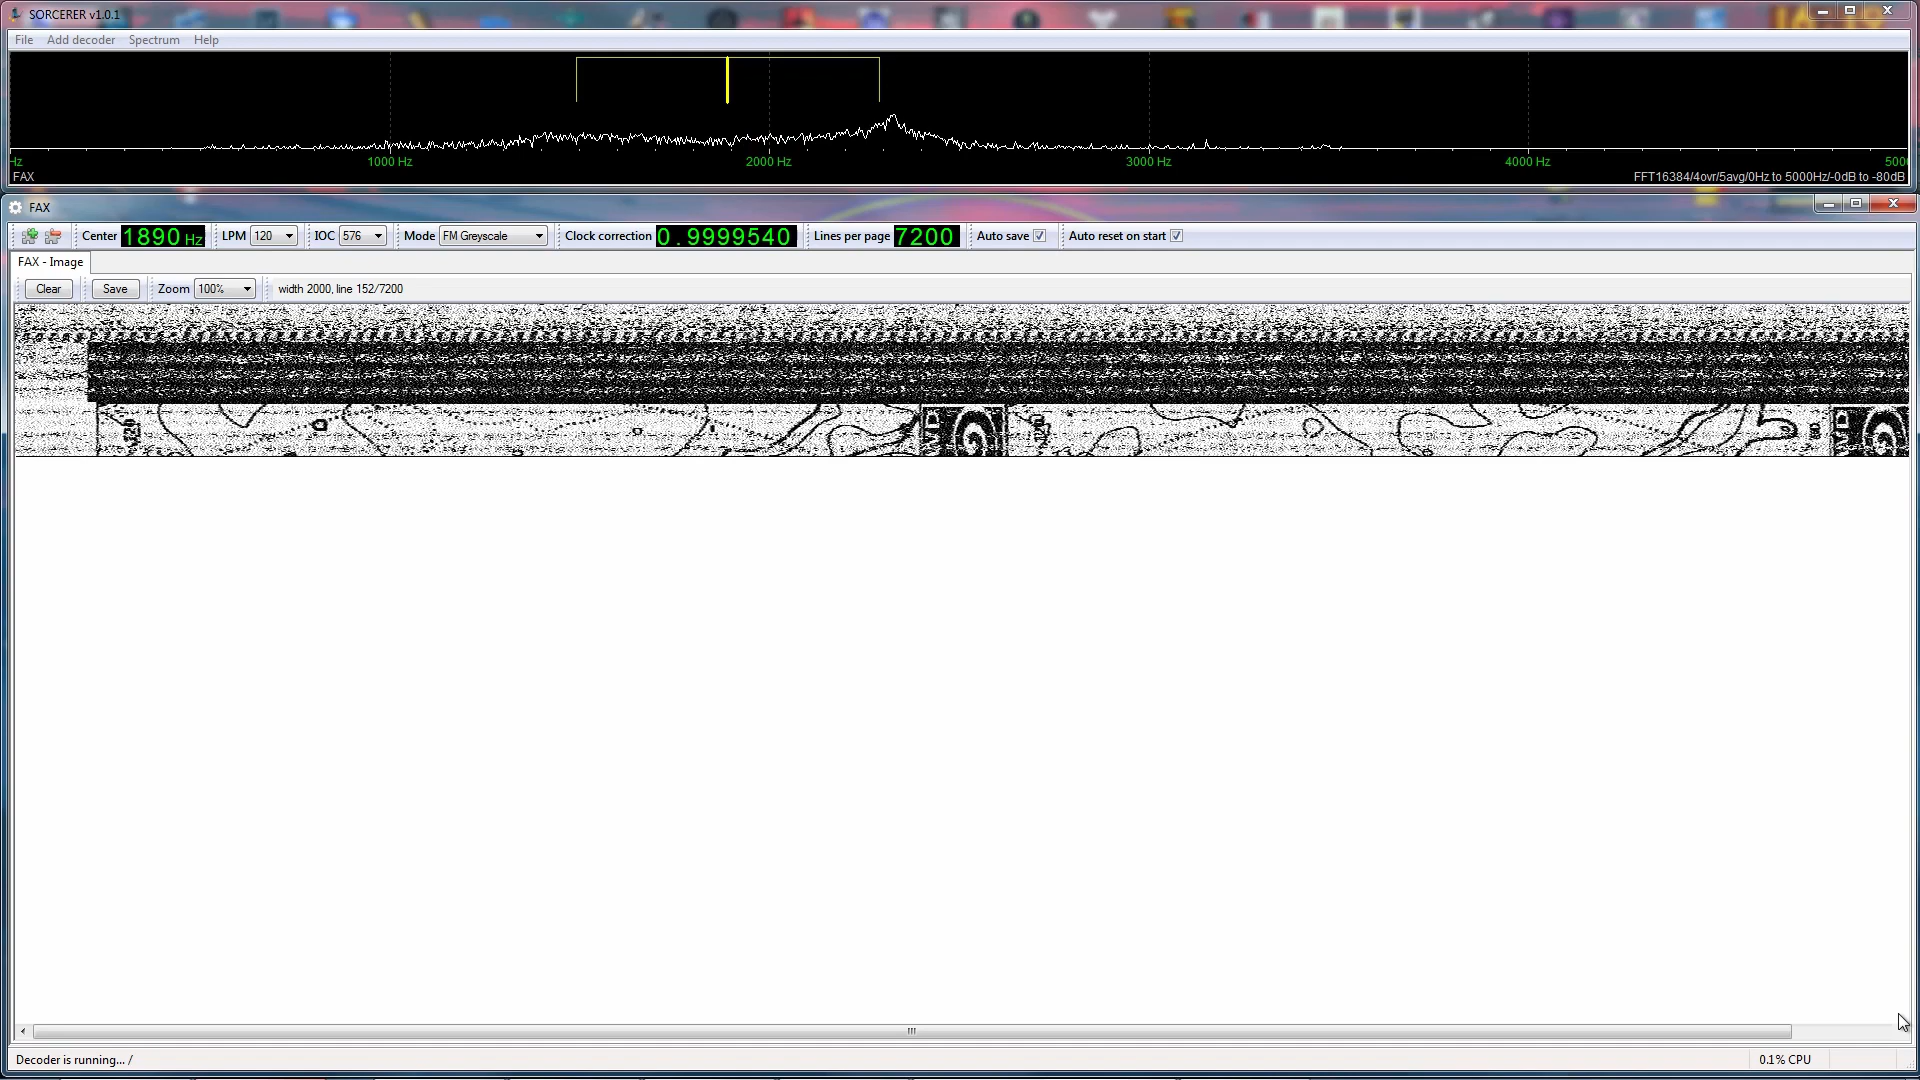 SORCERER v1.0.1
File Add decoder Spectrum Help
Hz 1000 Hz 2000 Hz 3000 Hz 4000 Hz 5000
FAX FFT16384/4ovr/5avg/0Hz to 5000Hz/-0dB to -80dB
FAX
Center 1890 Hz LPM 120 IOC 576 Mode FM Greyscale Clock correction 0.9999540 Lines per page 7200 Auto save Auto reset on start
FAX - Image
Clear Save Zoom 100% width 2000, line 152/7200
Decoder is running... / 0.1% CPU